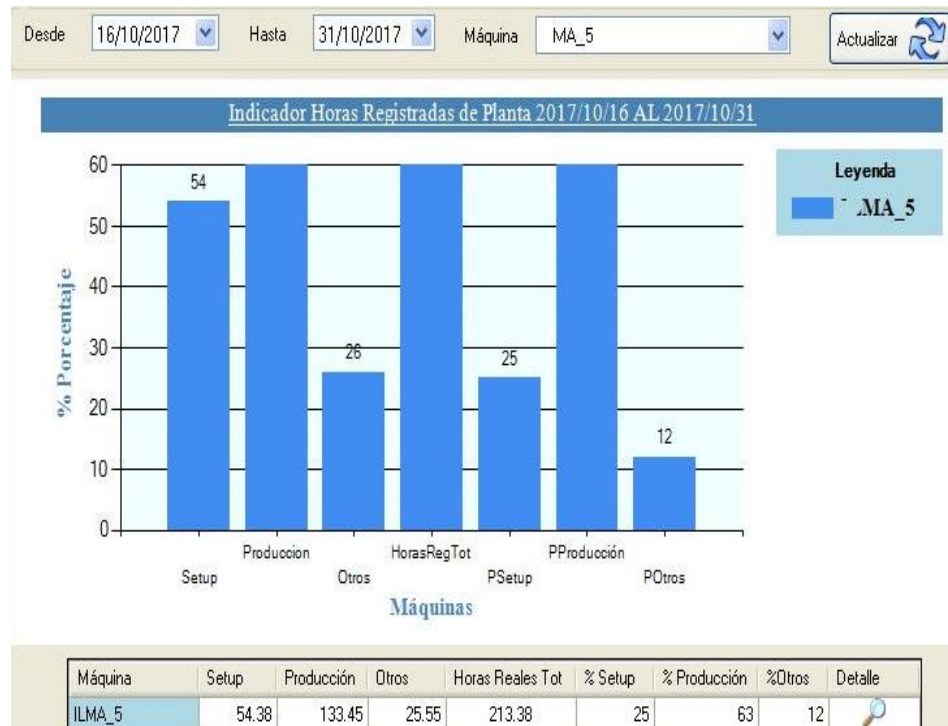 Desde 16/10/2017 Hasta 31/10/2017 Máquina MA_5 Actualizar
Indicador Horas Registradas de Planta 2017/10/16 AL 2017/10/31
Leyenda
MA_5
% Porcentaje
60
50
40
30
20
10
0
54
26
25
12
Setup
Produccion
Otros
HorasRegTot
PSetup
PProducción
POtros
Máquinas
Máquina Setup Producción Otros Horas Reales Tot % Setup % Producción %Otros Detalle
ILMA_5 54.38 133.45 25.55 213.38 25 63 12